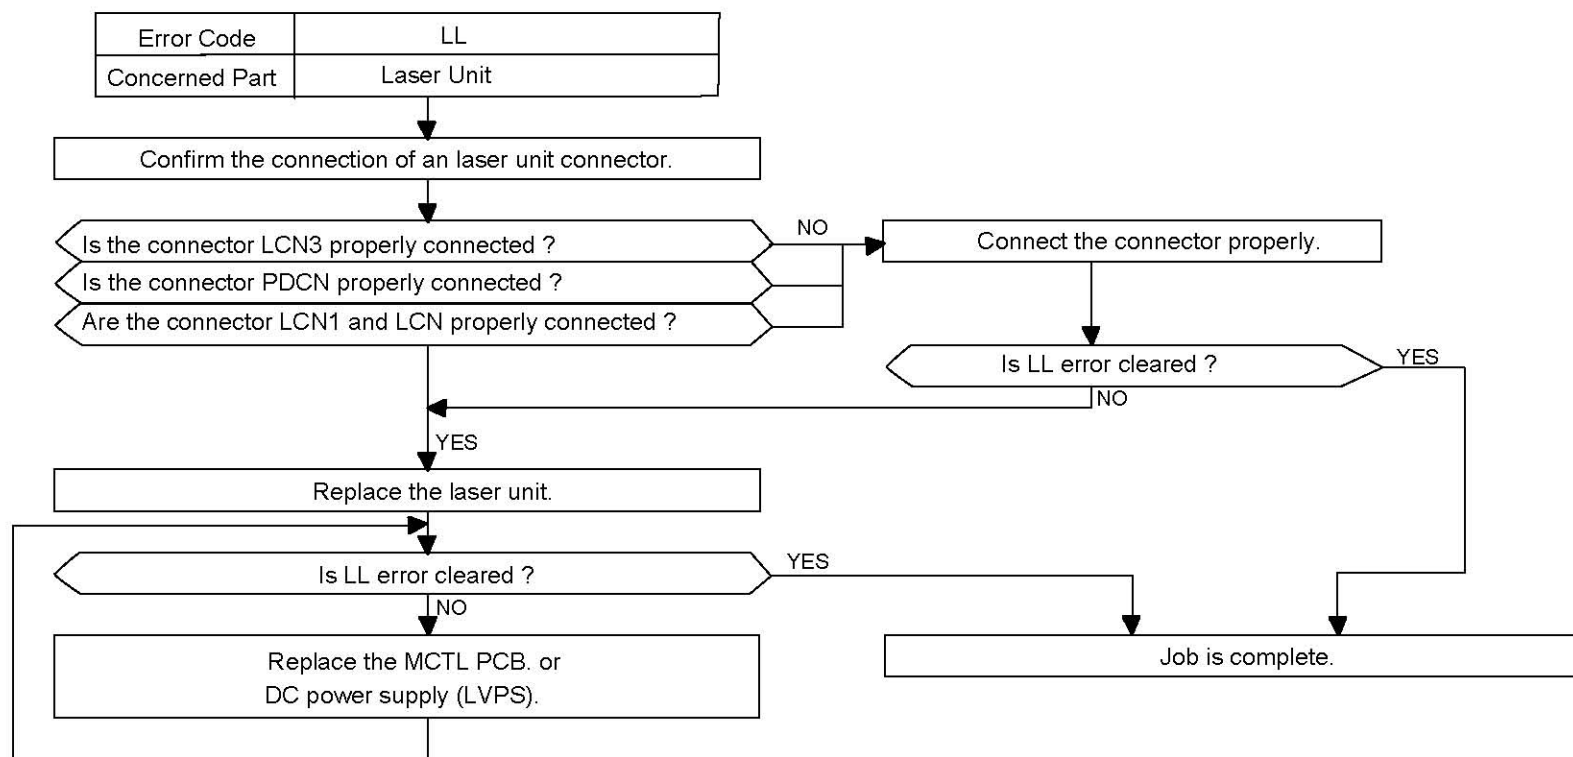 Error Code LL
Concerned Part Laser Unit
Confirm the connection of an laser unit connector.
Is the connector LCN3 properly connected ?
NO
Connect the connector properly.
Is the connector PDCN properly connected ?
Are the connector LCN1 and LCN properly connected ?
Is LL error cleared ?
YES
NO
YES
Replace the laser unit.
Is LL error cleared ?
YES
NO
Replace the MCTL PCB. or
DC power supply (LVPS).
Job is complete.